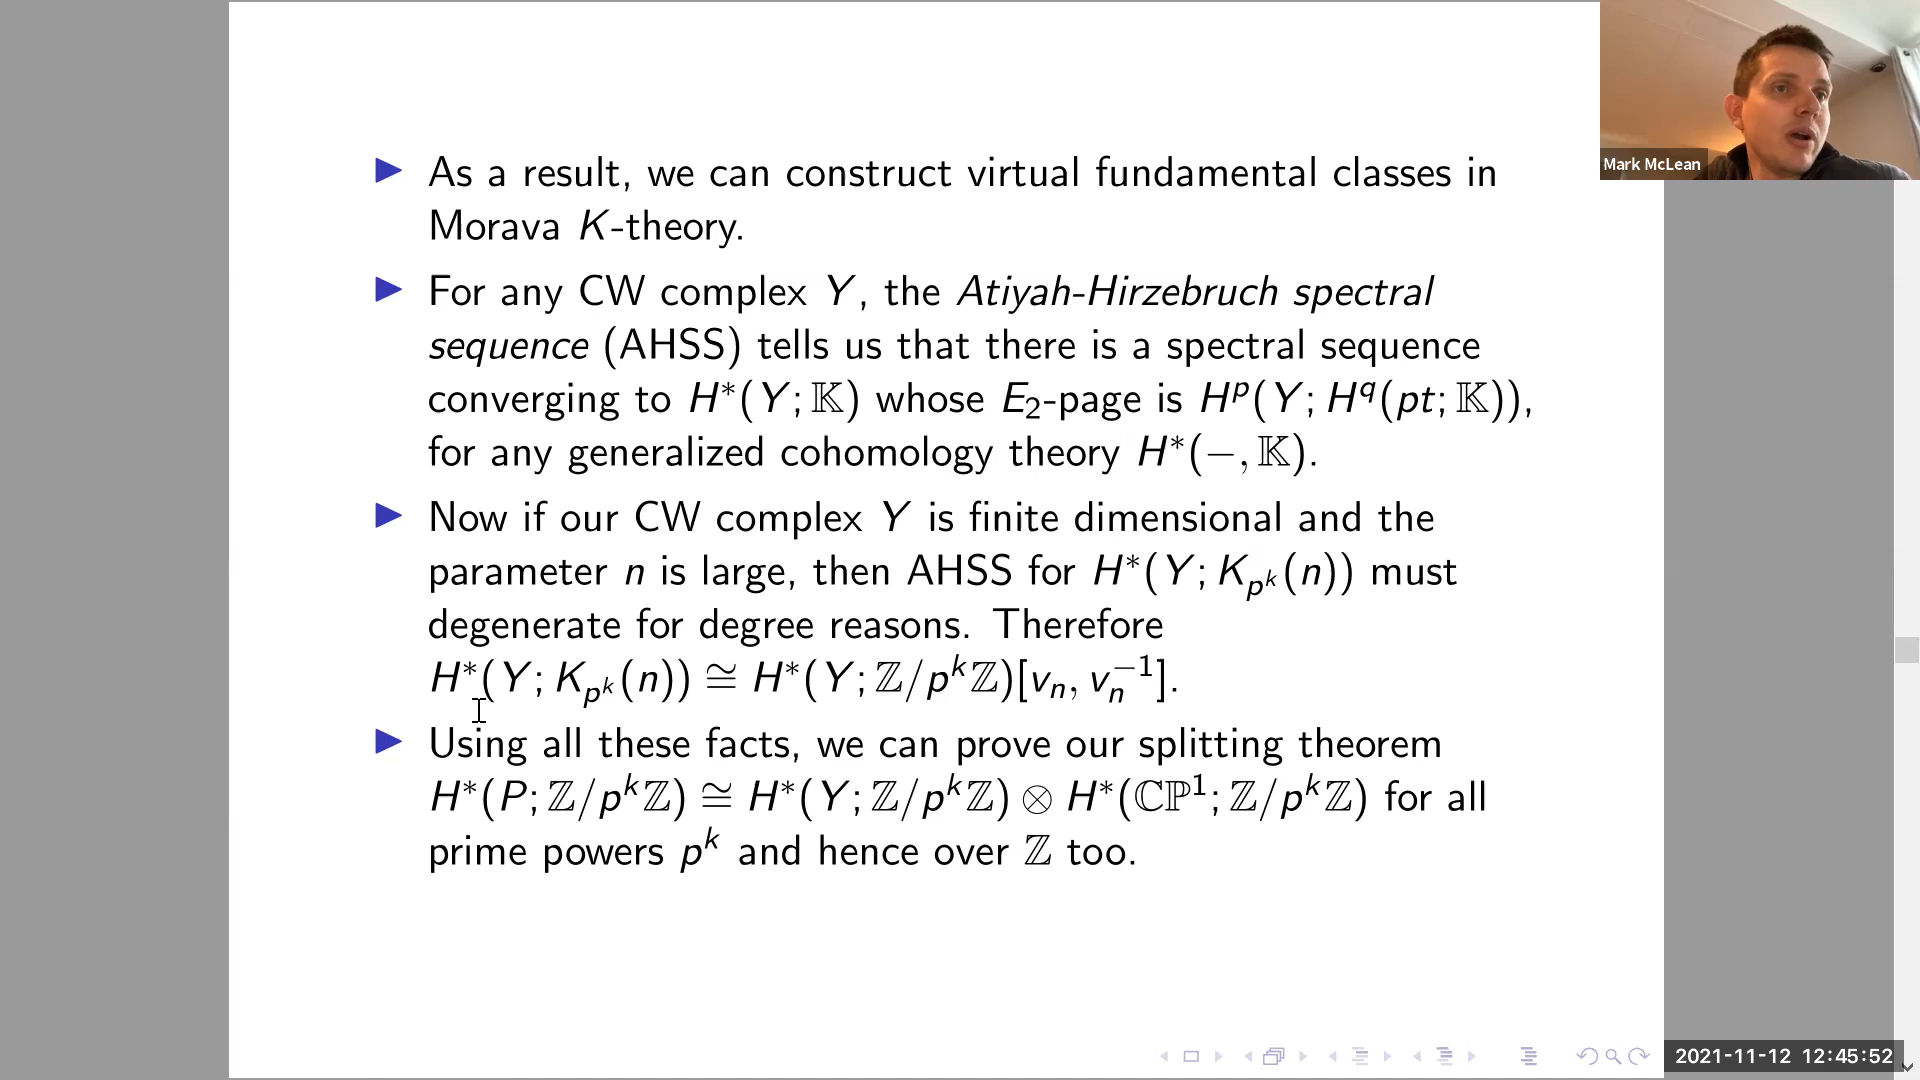 As a result, we can construct virtual fundamental classes in
Morava K-theory.
For any CW complex Y, the Atiyah-Hirzebruch spectral
sequence (AHSS) tells us that there is a spectral sequence
converging to H*(Y; 𝕂) whose E₂-page is Hᵖ(Y; H^q(pt; 𝕂)),
for any generalized cohomology theory H*(−, 𝕂).
Now if our CW complex Y is finite dimensional and the
parameter n is large, then AHSS for H*(Y; K_{p^k}(n)) must
degenerate for degree reasons. Therefore
H*(Y; K_{p^k}(n)) ≅ H*(Y; ℤ/p^kℤ)[v_n, v_n^{−1}].
Using all these facts, we can prove our splitting theorem
H*(P; ℤ/p^kℤ) ≅ H*(Y; ℤ/p^kℤ) ⊗ H*(ℂℙ¹; ℤ/p^kℤ) for all
prime powers p^k and hence over ℤ too.
Mark McLean
2021-11-12 12:45:52